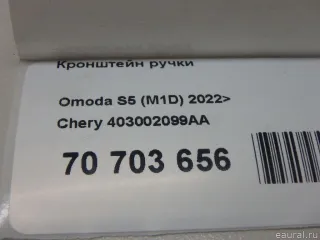 Кронштейн ручки
Omoda S5 (M1D) 2022>
Chery 403002099AA
70 703 656
eaural.ru